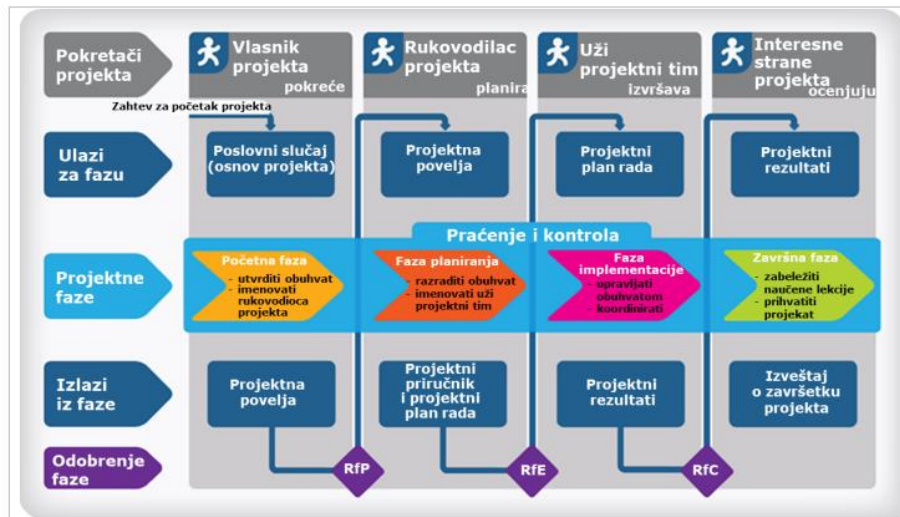 Pokretači
projekta
Vlasnik
projekta
pokreće
Rukovodilac
projekta
planira
Uži
projektni tim
izvršava
Interesne
strane
projekta
ocenjuju
Zahtev za početak projekta
Ulazi
za fazu
Poslovni slučaj
(osnov projekta)
Projektna
povelja
Projektni
plan rada
Projektni
rezultati
Praćenje i kontrola
Projektne
faze
Početna faza
- utvrditi obuhvat
- imenovati
rukovodioca
projekta
Faza planiranja
- razraditi obuhvat
- imenovati uži
projektni tim
Faza
implementacije
- upravljati
obuhvatom
- koordinirati
Završna faza
- zabeležiti
naučene lekcije
- prihvatiti
projekat
Izlazi
iz faze
Projektna
povelja
Projektni
priručnik
i projektni
plan rada
Projektni
rezultati
Izveštaj
o završetku
projekta
Odobrenje
faze
RfP
RfE
RfC